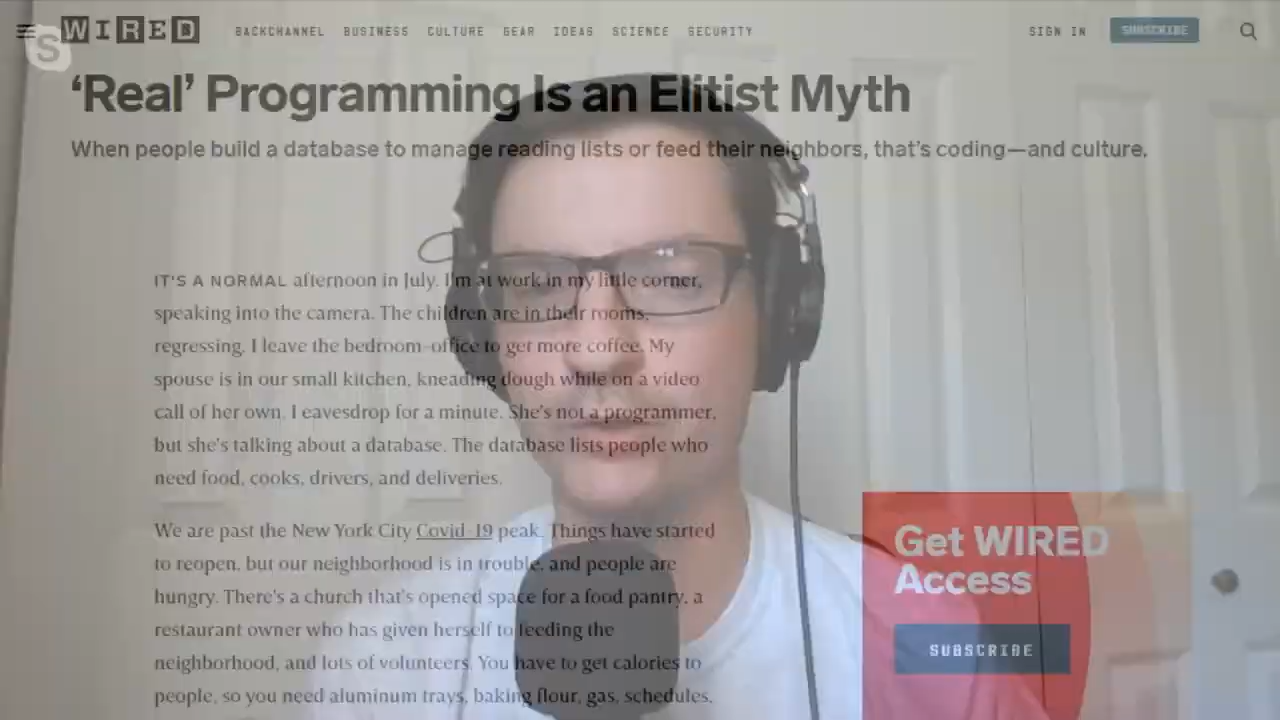 WIRED
BACKCHANNEL BUSINESS CULTURE GEAR IDEAS SCIENCE SECURITY
SIGN IN
SUBSCRIBE
S
‘Real’ Programming Is an Elitist Myth
When people build a database to manage reading lists or feed their neighbors, that’s coding—and culture.
IT'S A NORMAL afternoon in July. I'm at work in my little corner,
speaking into the camera. The children are in their rooms,
regressing. I leave the bedroom-office to get more coffee. My
spouse is in our small kitchen, kneading dough while on a video
call of her own. I eavesdrop for a minute. She's not a programmer,
but she's talking about a database. The database lists people who
need food, cooks, drivers, and deliveries.
We are past the New York City Covid-19 peak. Things have started
to reopen, but our neighborhood is in trouble, and people are
hungry. There's a church that's opened space for a food pantry, a
restaurant owner who has given herself to feeding the
neighborhood, and lots of volunteers. You have to get calories to
people, so you need aluminum trays, baking flour, gas, schedules,
Get WIRED
Access
SUBSCRIBE